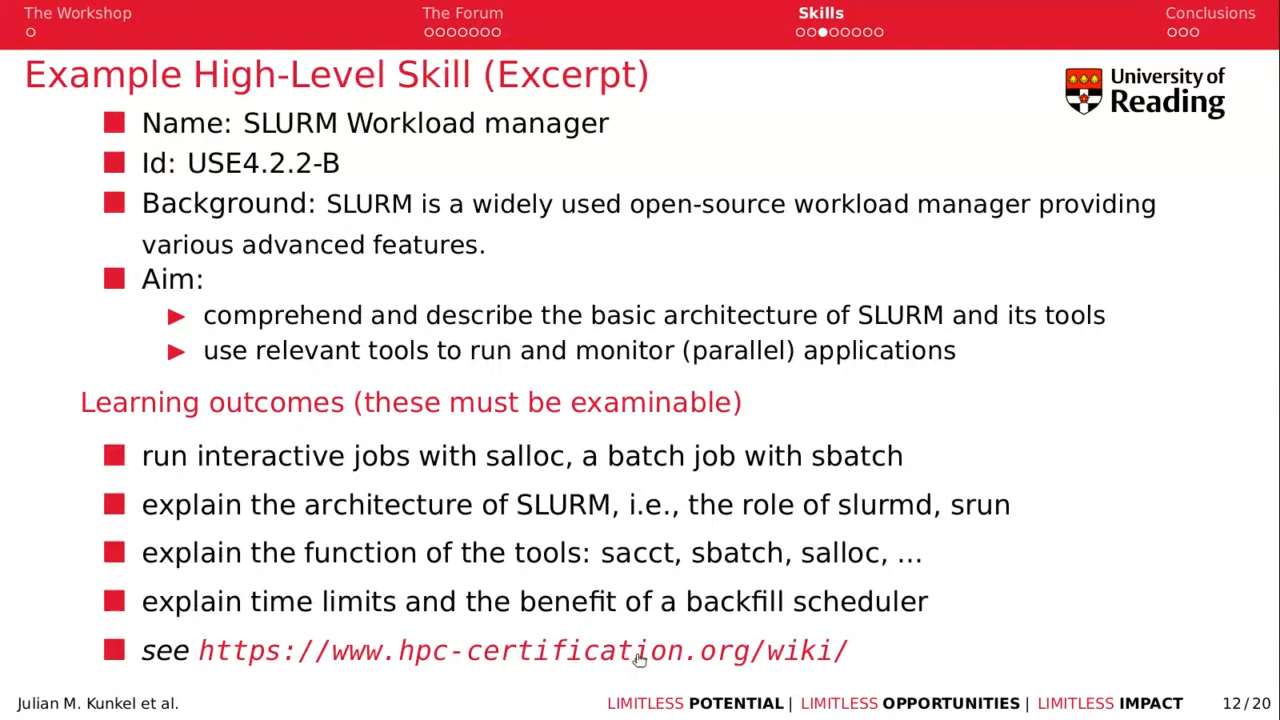 The Workshop The Forum Skills Conclusions
Example High-Level Skill (Excerpt)
University of
Reading
Name: SLURM Workload manager
Id: USE4.2.2-B
Background: SLURM is a widely used open-source workload manager providing
various advanced features.
Aim:
comprehend and describe the basic architecture of SLURM and its tools
use relevant tools to run and monitor (parallel) applications
Learning outcomes (these must be examinable)
run interactive jobs with salloc, a batch job with sbatch
explain the architecture of SLURM, i.e., the role of slurmd, srun
explain the function of the tools: sacct, sbatch, salloc, ...
explain time limits and the benefit of a backfill scheduler
see https://www.hpc-certification.org/wiki/
Julian M. Kunkel et al. LIMITLESS POTENTIAL | LIMITLESS OPPORTUNITIES | LIMITLESS IMPACT 12/20